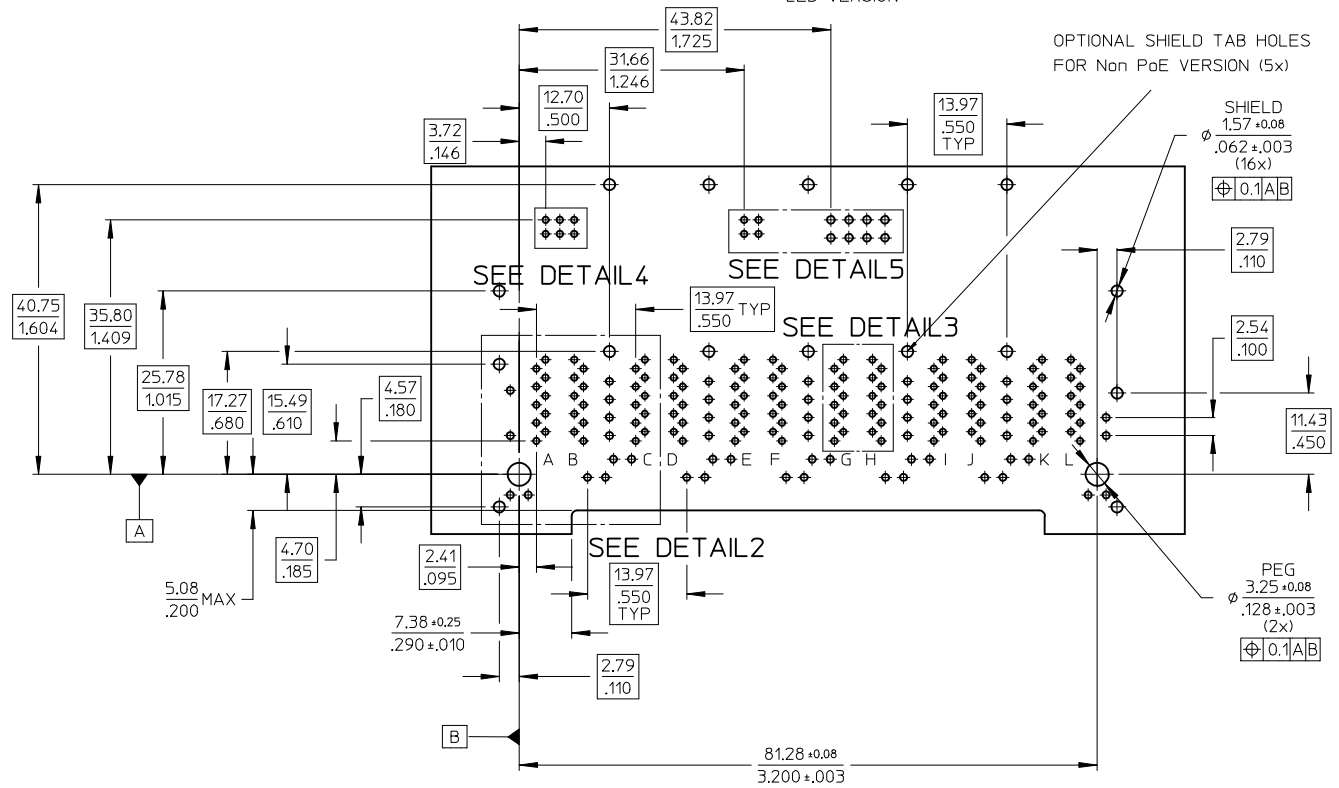 LED VERSION
43.82
1.725
31.66
1.246
12.70
.500
3.72
.146
13.97
.550
TYP
OPTIONAL SHIELD TAB HOLES
FOR Non PoE VERSION (5x)
SHIELD
⌀ 1.57 ±0.08
.062 ±.003
(16x)
⌖ 0.1 A B
2.79
.110
SEE DETAIL4
SEE DETAIL5
40.75
1.604
35.80
1.409
25.78
1.015
17.27
.680
15.49
.610
4.57
.180
13.97 TYP
.550
SEE DETAIL3
2.54
.100
11.43
.450
A B C D E F G H I J K L
A
4.70
.185
5.08 MAX
.200
2.41
.095
SEE DETAIL2
13.97
.550
TYP
7.38 ±0.25
.290 ±.010
2.79
.110
PEG
⌀ 3.25 ±0.08
.128 ±.003
(2x)
⌖ 0.1 A B
B
81.28 ±0.08
3.200 ±.003